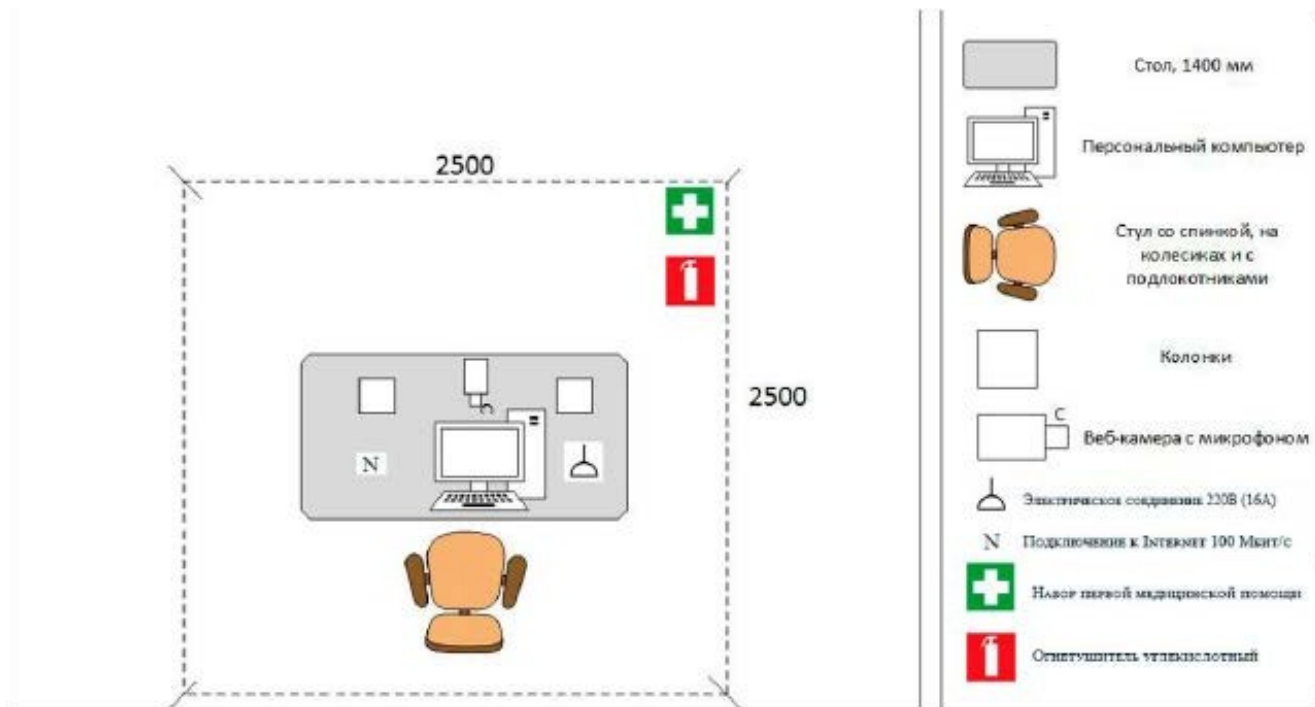 2500
2500
N
Стол, 1400 мм
Персональный компьютер
Стул со спинкой, на
колесиках и с
подлокотниками
Колонки
C
Веб-камера с микрофоном
Электрическое соединение 220В (16А)
N
Подключение к Internet 100 Мбит/с
Набор первой медицинской помощи
Огнетушитель углекислотный